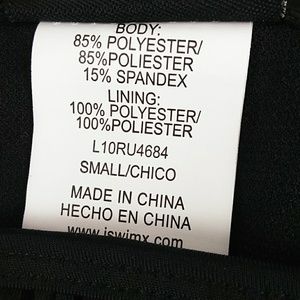 BODY:
85% POLYESTER/
85%POLIESTER
15% SPANDEX
LINING:
100% POLYESTER/
100%POLIESTER
L10RU4684
SMALL/CHICO
MADE IN CHINA
HECHO EN CHINA
www.iswimx.com